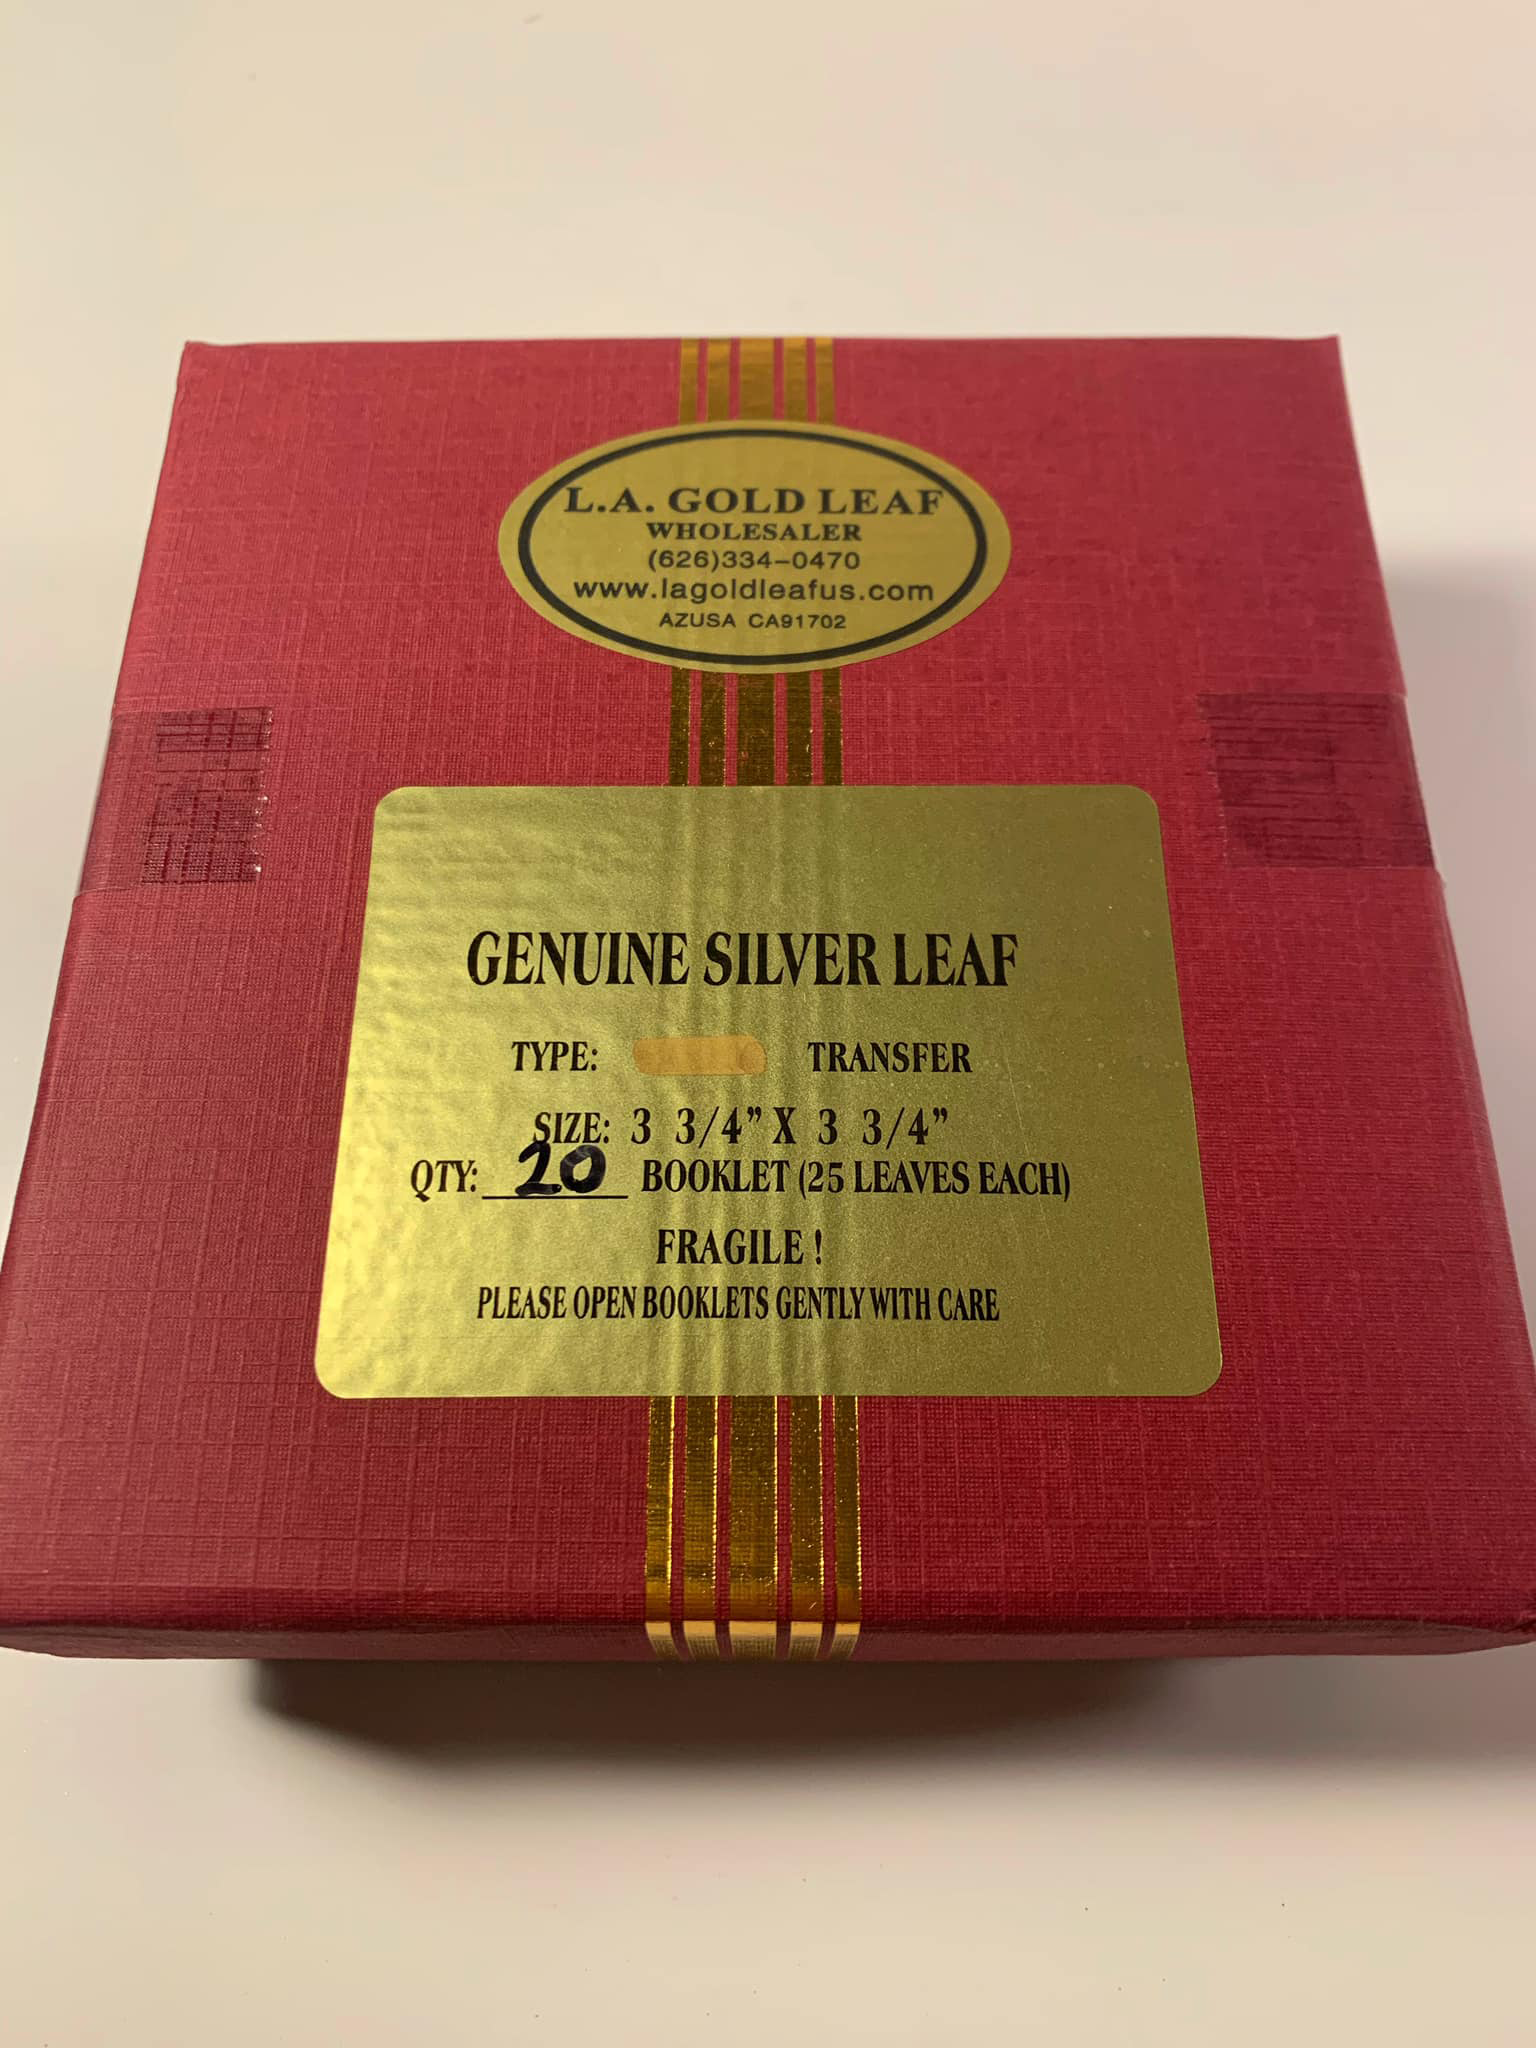 L.A. GOLD LEAF
WHOLESALER
(626)334-0470
www.lagoldleafus.com
AZUSA CA91702
GENUINE SILVER LEAF
TYPE: TRANSFER
SIZE: 3 3/4" X 3 3/4"
QTY: 20 BOOKLET (25 LEAVES EACH)
FRAGILE !
PLEASE OPEN BOOKLETS GENTLY WITH CARE